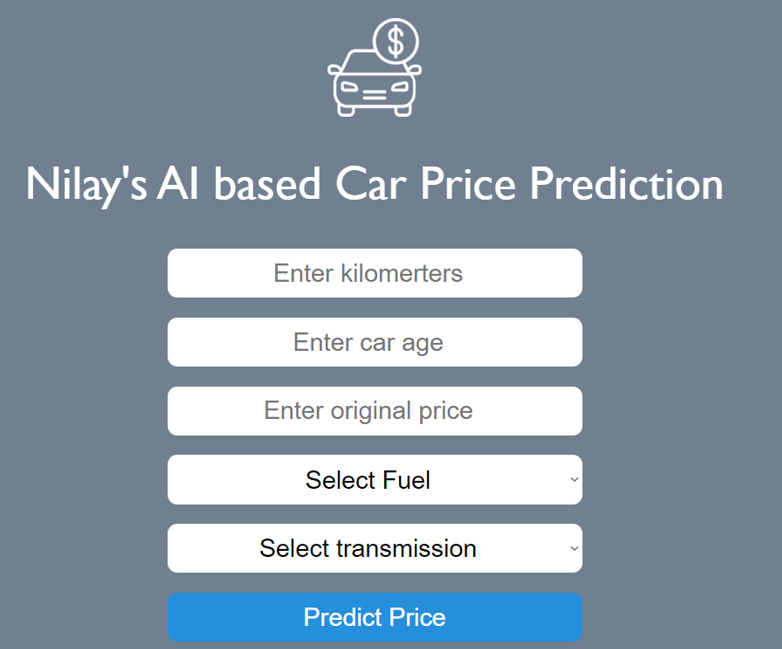 $
Nilay's AI based Car Price Prediction
Enter kilomerters
Enter car age
Enter original price
Select Fuel
Select transmission
Predict Price